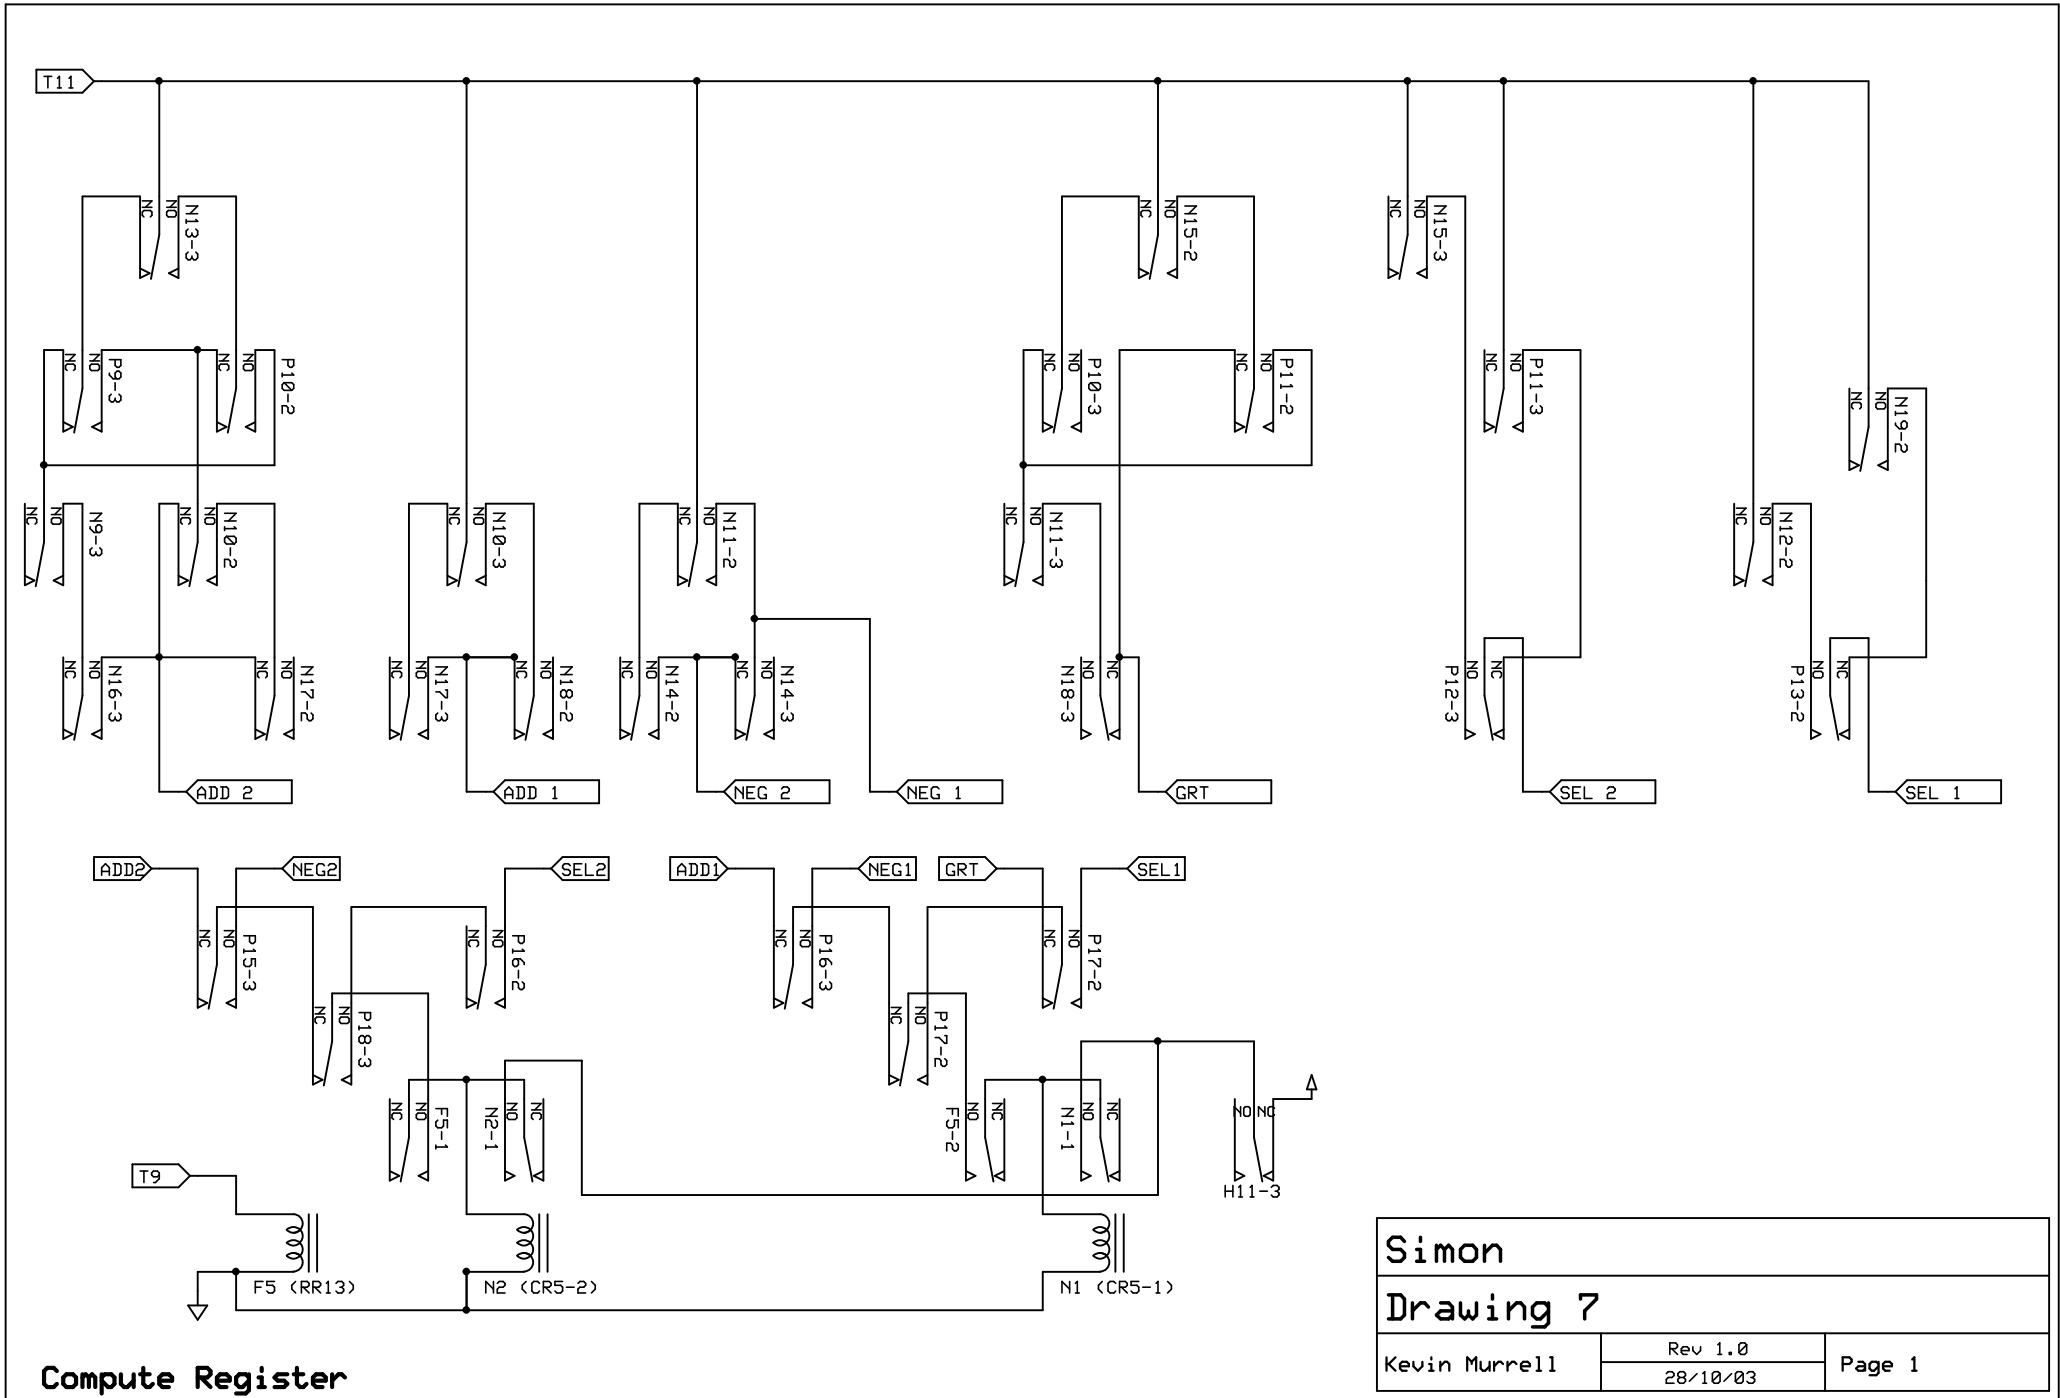 T11
NC NO N13-3
NC NO N15-2
NC NO N15-3
NC NO P9-3
NC NO P10-2
NC NO P10-3
NC NO P11-2
NC NO P11-3
NC NO N19-2
NC NO N9-3
NC NO N10-2
NC NO N10-3
NC NO N11-2
NC NO N11-3
NC NO N12-2
NC NO N16-3
NC NO N17-2
NC NO N17-3
NC NO N18-2
NC NO N14-2
NC NO N14-3
N18-3 NO NC
P12-3 NO NC
P13-2 NO NC
ADD 2
ADD 1
NEG 2
NEG 1
GRT
SEL 2
SEL 1
ADD2
NEG2
SEL2
ADD1
NEG1
GRT
SEL1
NC NO P15-3
NC NO P16-2
NC NO P16-3
NC NO P17-2
NC NO P18-3
NC NO P17-2
NC NO F5-1
N2-1 NO NC
F5-2 NO NC
N1-1 NO NC
NO NC
H11-3
T9
F5 (RR13)
N2 (CR5-2)
N1 (CR5-1)
Compute Register
Simon
Drawing 7
Kevin Murrell
Rev 1.0
28/10/03
Page 1